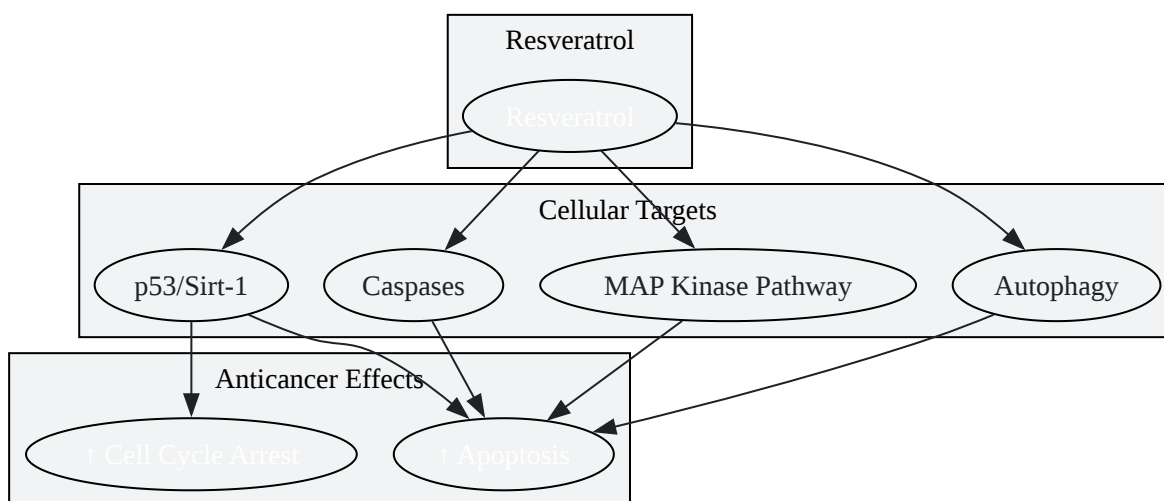 Resveratrol
Resveratrol
Cellular Targets
p53/Sirt-1
Caspases
MAP Kinase Pathway
Autophagy
Anticancer Effects
↑ Cell Cycle Arrest
↑ Apoptosis